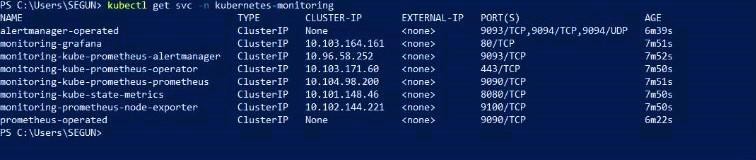 PS C:\Users\SEGUN> kubectl get svc -n kubernetes-monitoring
NAME TYPE CLUSTER-IP EXTERNAL-IP PORT(S) AGE
alertmanager-operated ClusterIP None <none> 9093/TCP,9094/TCP,9094/UDP 6m39s
monitoring-grafana ClusterIP 10.103.164.161 <none> 80/TCP 7m51s
monitoring-kube-prometheus-alertmanager ClusterIP 10.96.58.252 <none> 9093/TCP 7m52s
monitoring-kube-prometheus-operator ClusterIP 10.103.171.60 <none> 443/TCP 7m50s
monitoring-kube-prometheus-prometheus ClusterIP 10.104.98.200 <none> 9090/TCP 7m51s
monitoring-kube-state-metrics ClusterIP 10.101.148.46 <none> 8080/TCP 7m50s
monitoring-prometheus-node-exporter ClusterIP 10.102.144.221 <none> 9100/TCP 7m50s
prometheus-operated ClusterIP None <none> 9090/TCP 6m22s
PS C:\Users\SEGUN>